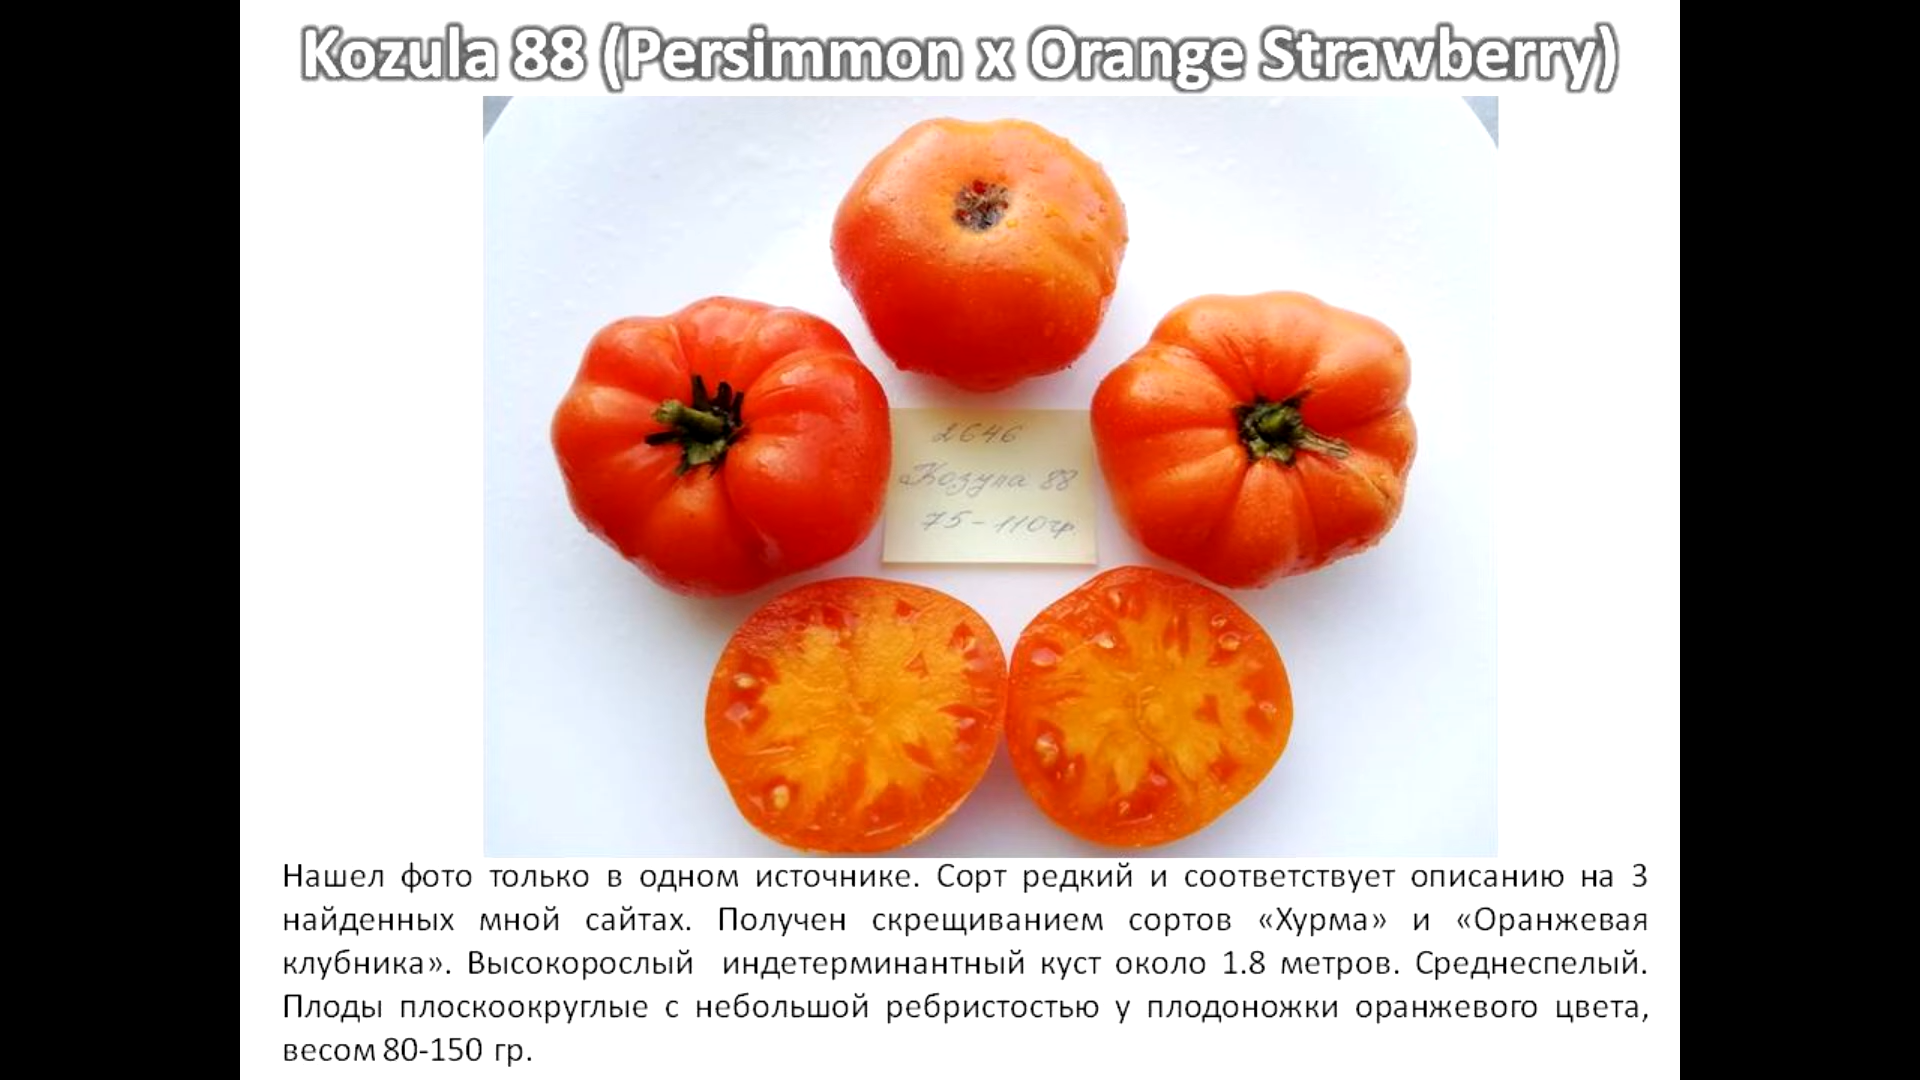 Kozula 88 (Persimmon x Orange Strawberry)
2646
Козула 88
75-110гр.
Нашел фото только в одном источнике. Сорт редкий и соответствует описанию на 3
найденных мной сайтах. Получен скрещиванием сортов «Хурма» и «Оранжевая
клубника». Высокорослый индетерминантный куст около 1.8 метров. Среднеспелый.
Плоды плоскоокруглые с небольшой ребристостью у плодоножки оранжевого цвета,
весом 80-150 гр.